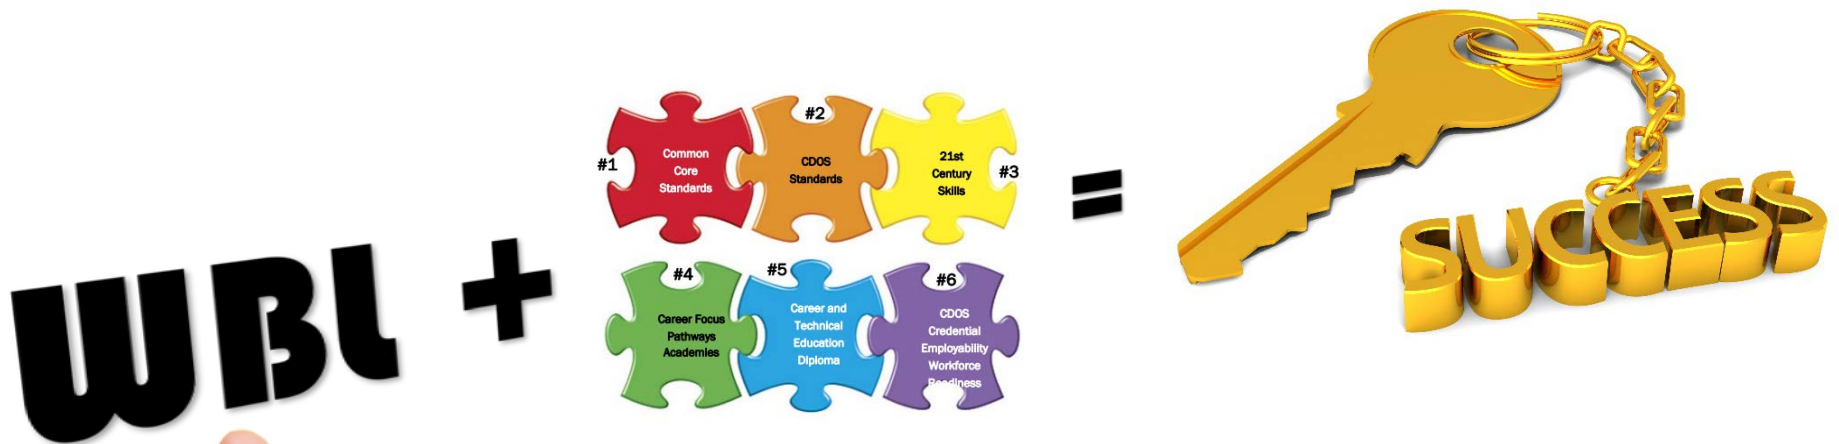 WBL +
#1
Common
Core
Standards
#2
CDOS
Standards
#3
21st
Century
Skills
#4
Career Focus
Pathways
Academies
#5
Career and
Technical
Education
Diploma
#6
CDOS
Credential
Employability
Workforce
Readiness
=
SUCCESS